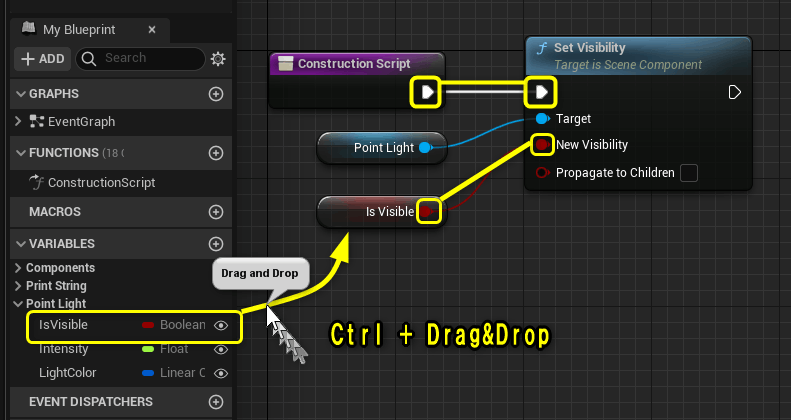 My Blueprint
ADD
Search
GRAPHS
EventGraph
FUNCTIONS (18
ConstructionScript
MACROS
VARIABLES
Components
Print String
Point Light
IsVisible Boolean
Intensity Float
LightColor Linear C
EVENT DISPATCHERS
Construction Script
Set Visibility
Target is Scene Component
Target
New Visibility
Propagate to Children
Point Light
Is Visible
Drag and Drop
Ctrl + Drag&Drop